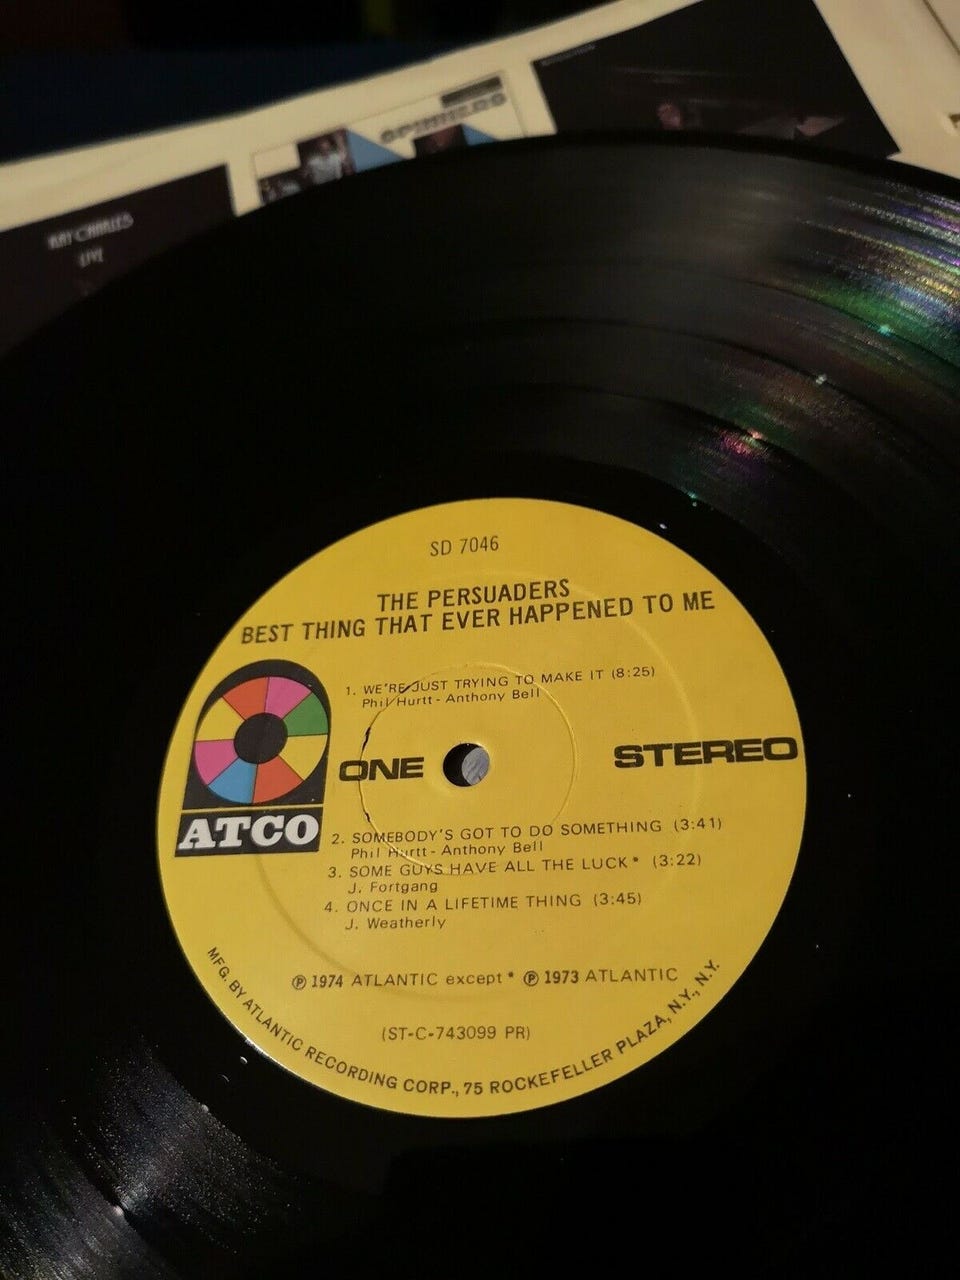 SPINNERS
RAY CHARLES
LIVE
SD 7046
THE PERSUADERS
BEST THING THAT EVER HAPPENED TO ME
1. WE'RE JUST TRYING TO MAKE IT (8:25)
Phil Hurtt - Anthony Bell
ONE
STEREO
ATCO
2. SOMEBODY'S GOT TO DO SOMETHING (3:41)
Phil Hurtt - Anthony Bell
3. SOME GUYS HAVE ALL THE LUCK* (3:22)
J. Fortgang
4. ONCE IN A LIFETIME THING (3:45)
J. Weatherly
℗ 1974 ATLANTIC except * ℗ 1973 ATLANTIC
(ST-C-743099 PR)
MFG. BY ATLANTIC RECORDING CORP., 75 ROCKEFELLER PLAZA, N.Y., N.Y.